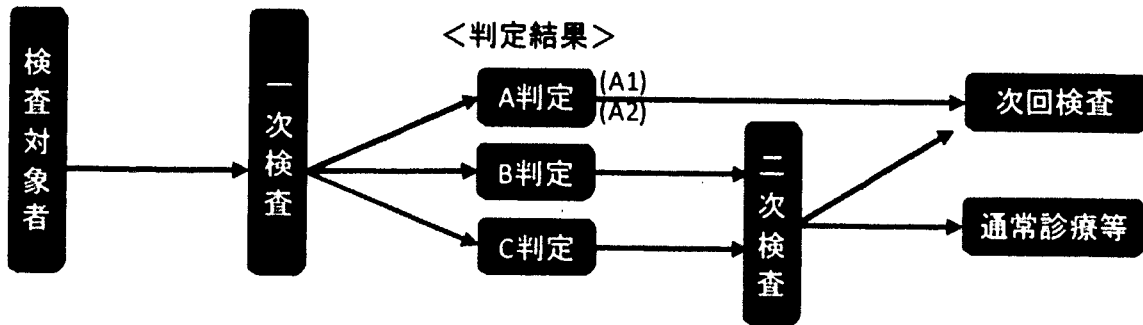 検査対象者
一次検査
＜判定結果＞
A判定
(A1)
(A2)
B判定
C判定
二次検査
次回検査
通常診療等